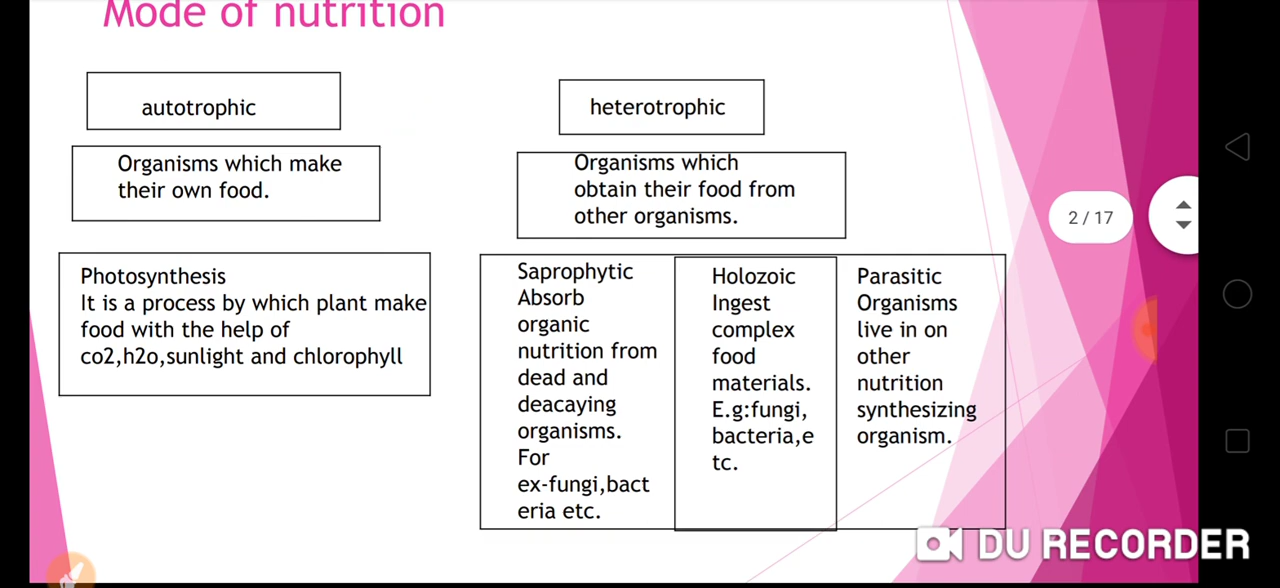 Mode of nutrition
autotrophic
Organisms which make
their own food.
Photosynthesis
It is a process by which plant make
food with the help of
co2,h2o,sunlight and chlorophyll
heterotrophic
Organisms which
obtain their food from
other organisms.
Saprophytic
Absorb
organic
nutrition from
dead and
deacaying
organisms.
For
ex-fungi,bact
eria etc.
Holozoic
Ingest
complex
food
materials.
E.g:fungi,
bacteria,e
tc.
Parasitic
Organisms
live in on
other
nutrition
synthesizing
organism.
2 / 17
DU RECORDER